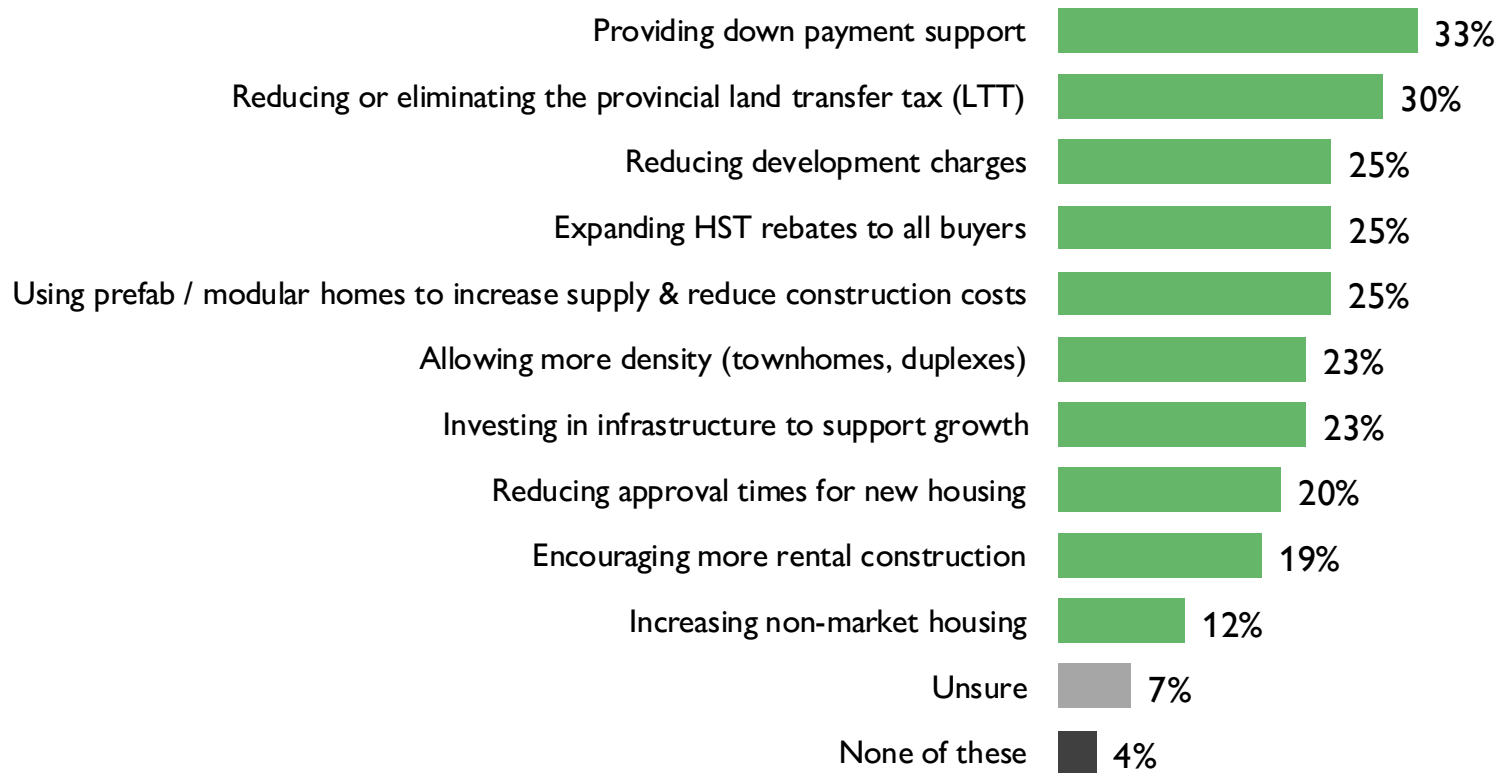 Providing down payment support 33%
Reducing or eliminating the provincial land transfer tax (LTT) 30%
Reducing development charges 25%
Expanding HST rebates to all buyers 25%
Using prefab / modular homes to increase supply & reduce construction costs 25%
Allowing more density (townhomes, duplexes) 23%
Investing in infrastructure to support growth 23%
Reducing approval times for new housing 20%
Encouraging more rental construction 19%
Increasing non-market housing 12%
Unsure 7%
None of these 4%